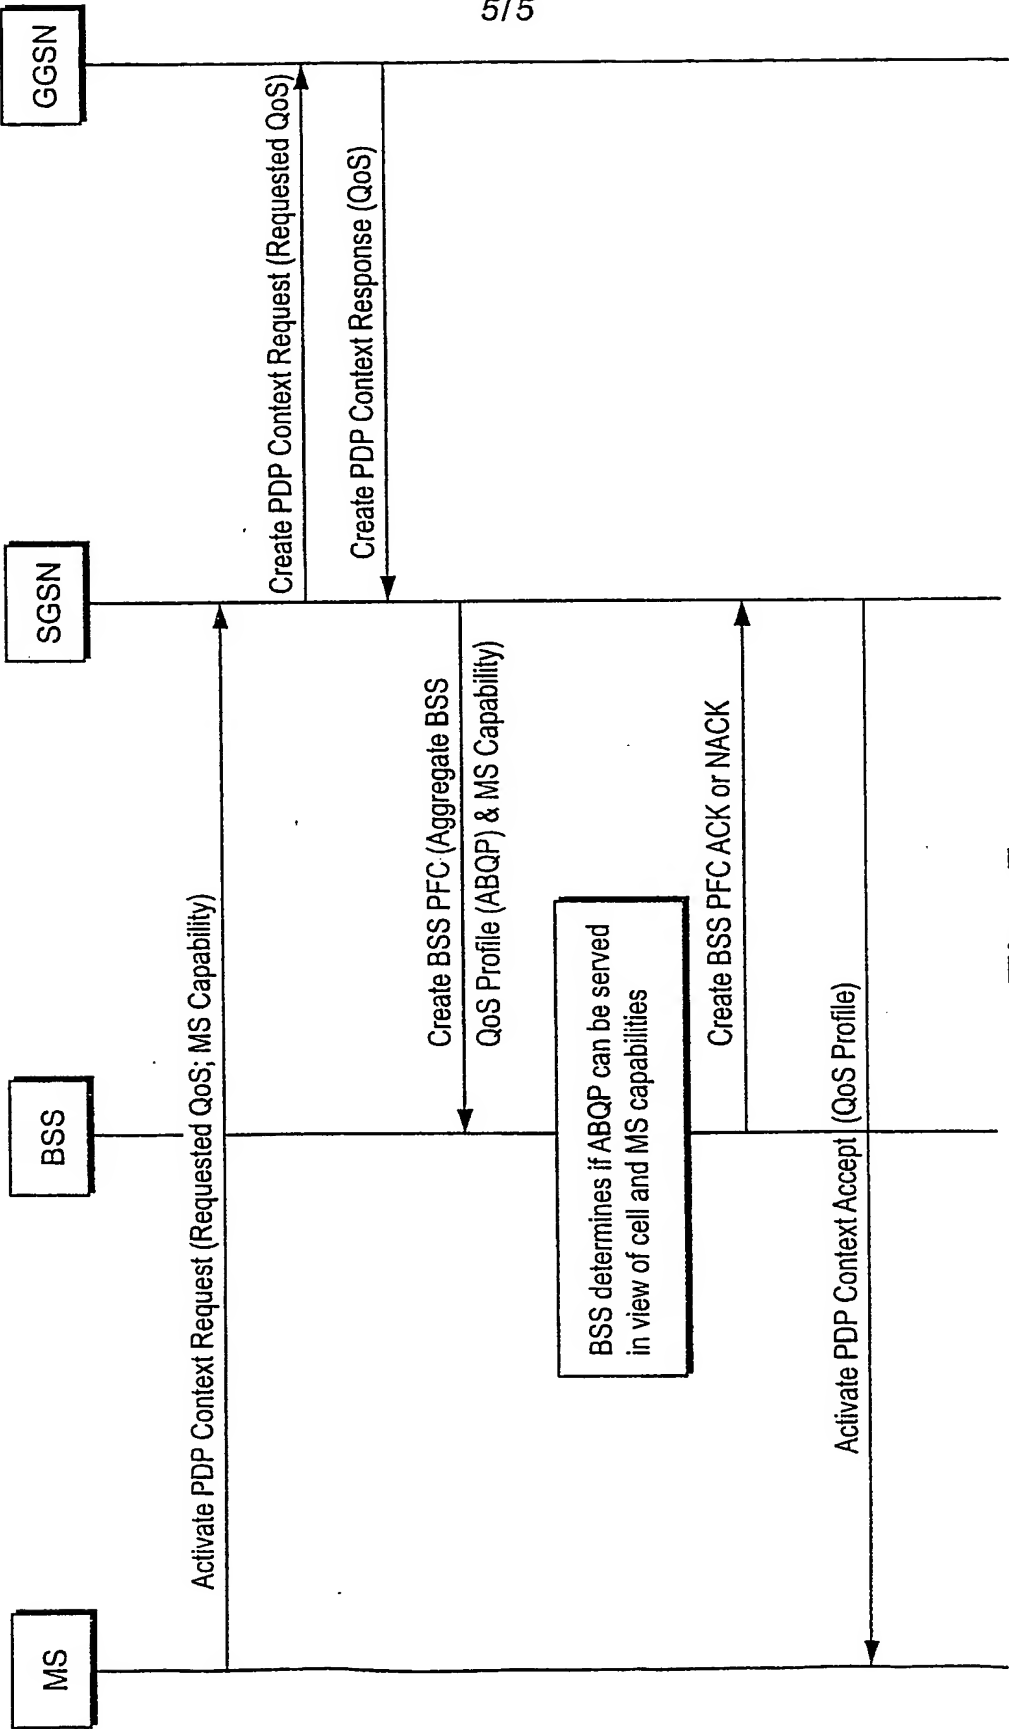 5/5
MS
BSS
SGSN
GGSN
Activate PDP Context Request (Requested QoS; MS Capability)
Create PDP Context Request (Requested QoS)
Create PDP Context Response (QoS)
Create BSS PFC (Aggregate BSS
QoS Profile (ABQP) & MS Capability)
BSS determines if ABQP can be served
in view of cell and MS capabilities
Create BSS PFC ACK or NACK
Activate PDP Context Accept (QoS Profile)